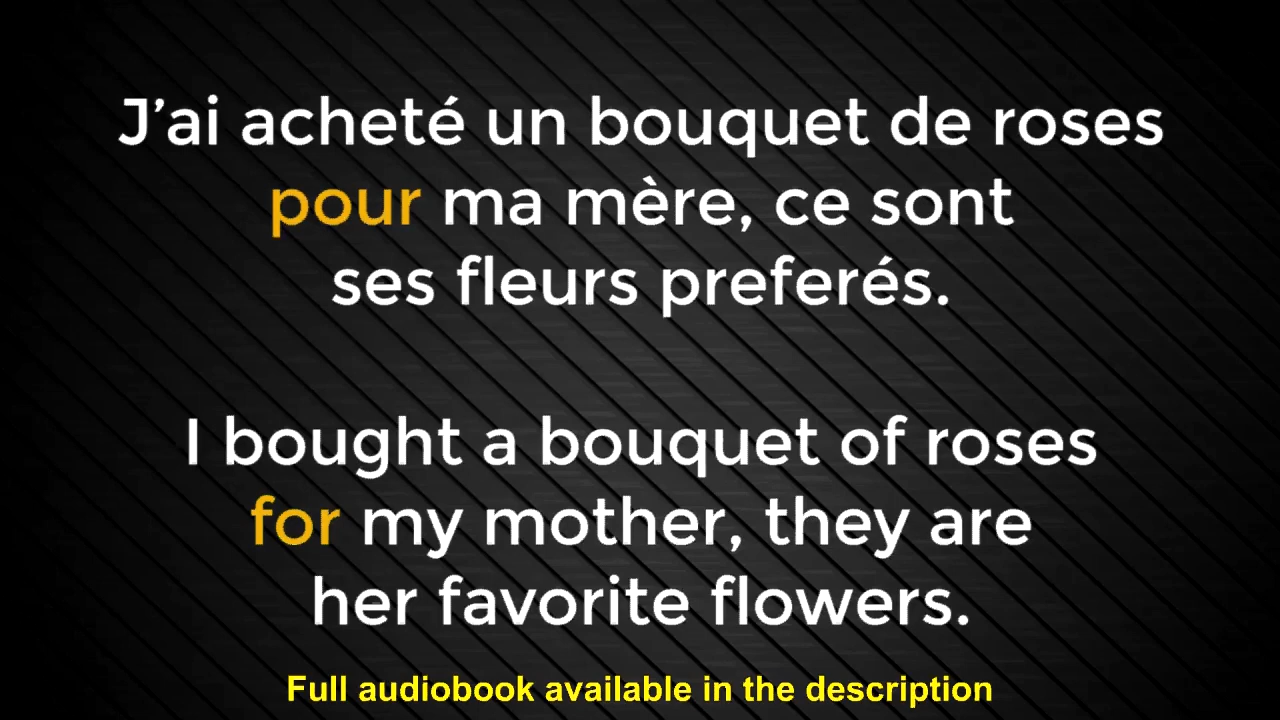 J’ai acheté un bouquet de roses
pour ma mère, ce sont
ses fleurs preferés.
I bought a bouquet of roses
for my mother, they are
her favorite flowers.
Full audiobook available in the description